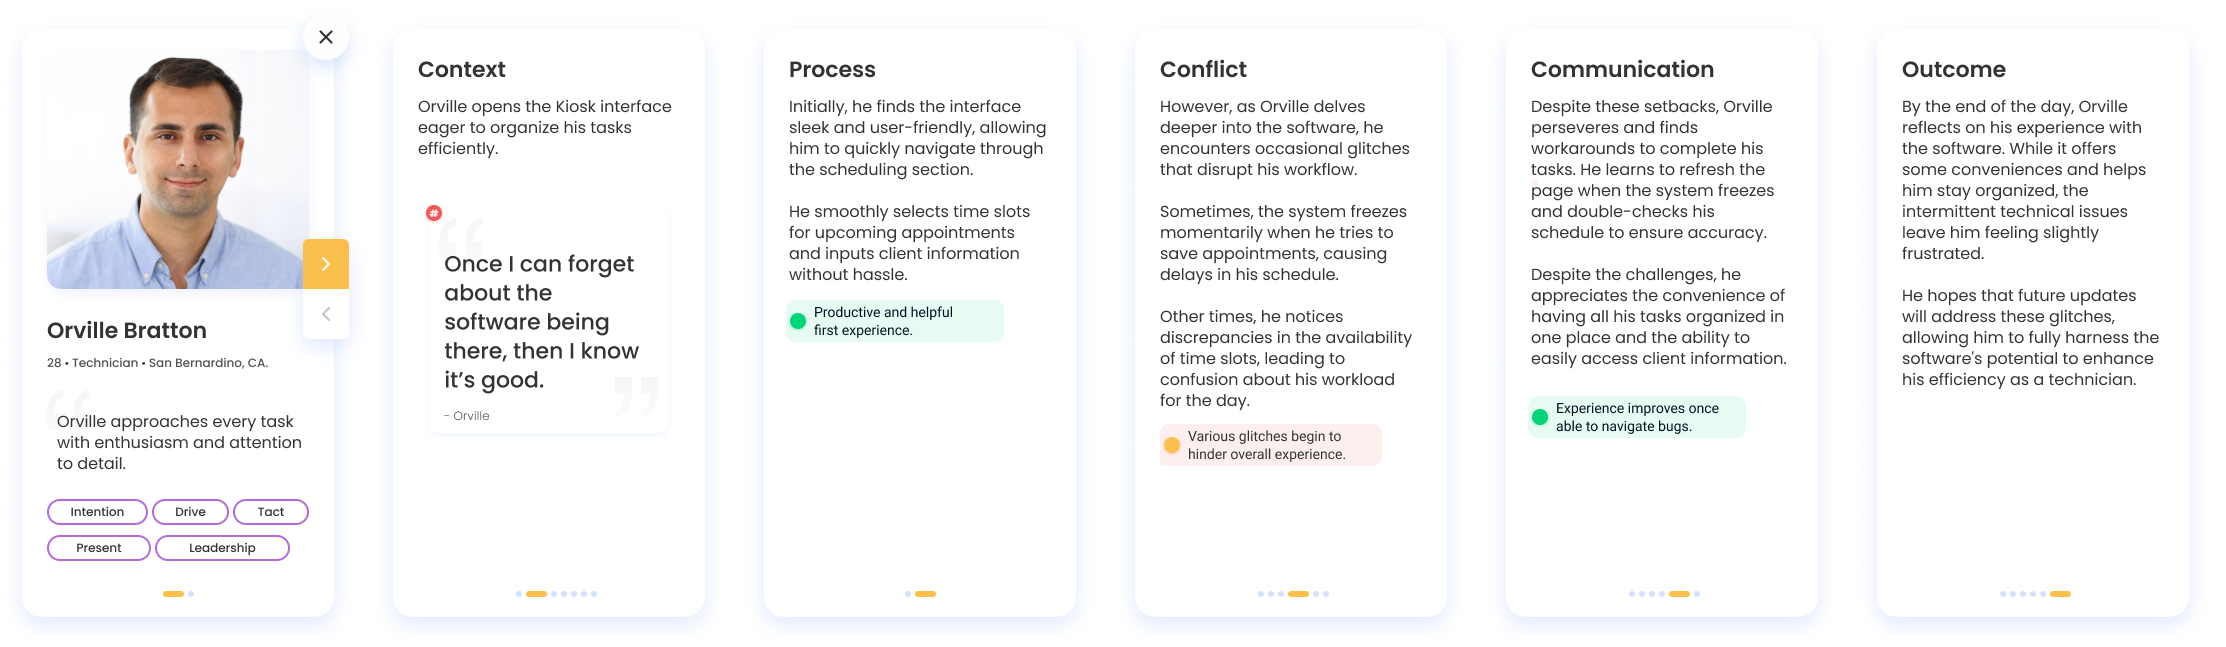 Orville Bratton
28 • Technician • San Bernardino, CA.
Orville approaches every task
with enthusiasm and attention
to detail.
Intention
Drive
Tact
Present
Leadership
Context
Orville opens the Kiosk interface
eager to organize his tasks
efficiently.
#
“
Once I can forget
about the
software being
there, then I know
it’s good.
”
- Orville
Process
Initially, he finds the interface
sleek and user-friendly, allowing
him to quickly navigate through
the scheduling section.
He smoothly selects time slots
for upcoming appointments
and inputs client information
without hassle.
Productive and helpful
first experience.
Conflict
However, as Orville delves
deeper into the software, he
encounters occasional glitches
that disrupt his workflow.
Sometimes, the system freezes
momentarily when he tries to
save appointments, causing
delays in his schedule.
Other times, he notices
discrepancies in the availability
of time slots, leading to
confusion about his workload
for the day.
Various glitches begin to
hinder overall experience.
Communication
Despite these setbacks, Orville
perseveres and finds
workarounds to complete his
tasks. He learns to refresh the
page when the system freezes
and double-checks his
schedule to ensure accuracy.
Despite the challenges, he
appreciates the convenience of
having all his tasks organized in
one place and the ability to
easily access client information.
Experience improves once
able to navigate bugs.
Outcome
By the end of the day, Orville
reflects on his experience with
the software. While it offers
some conveniences and helps
him stay organized, the
intermittent technical issues
leave him feeling slightly
frustrated.
He hopes that future updates
will address these glitches,
allowing him to fully harness the
software's potential to enhance
his efficiency as a technician.